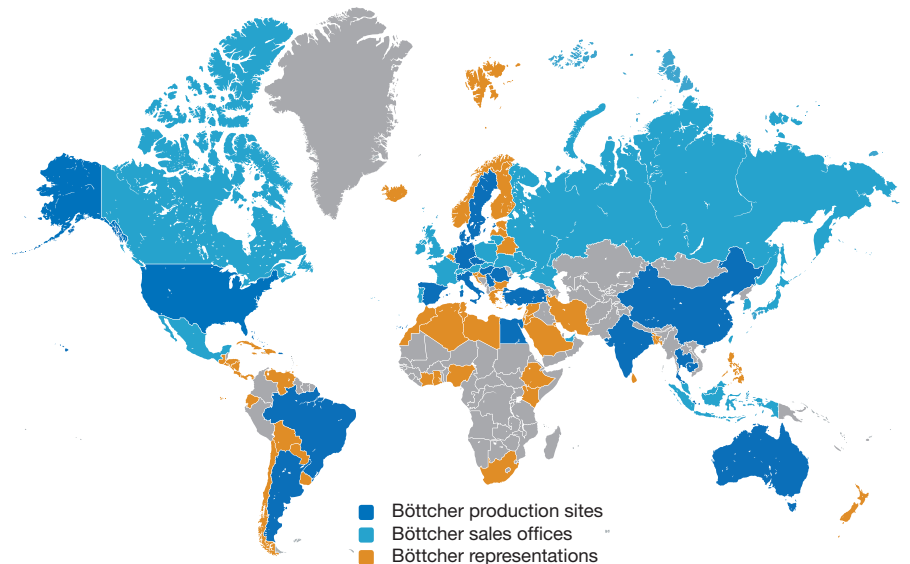 Böttcher production sites
Böttcher sales offices
Böttcher representations